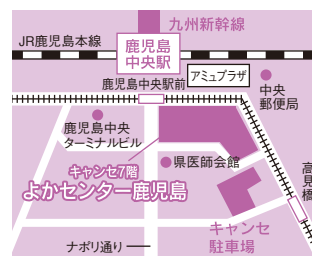 九州新幹線
JR鹿児島本線
鹿児島
中央駅
アミュプラザ
中央
郵便局
鹿児島中央駅前
鹿児島中央
ターミナルビル
県医師会館
高見橋
キャンセ7階
よかセンター鹿児島
キャンセ
駐車場
ナポリ通り